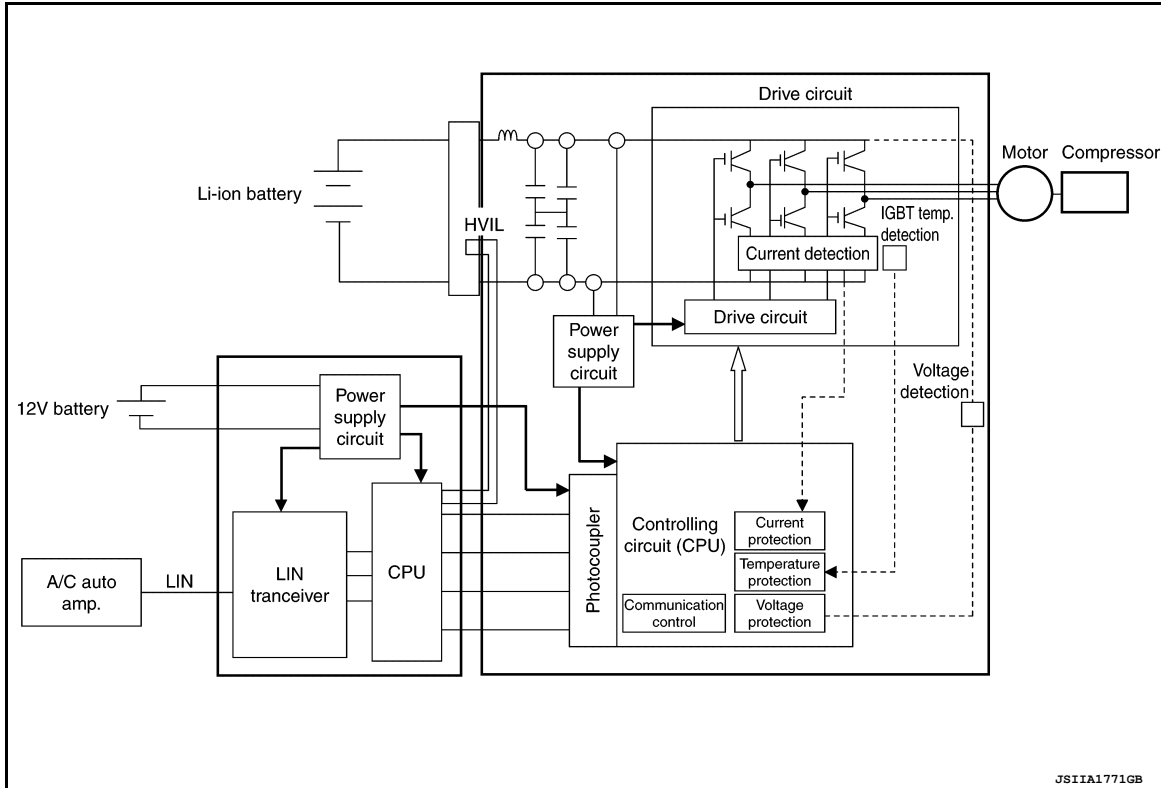 Drive circuit
Motor
Compressor
Li-ion battery
HVIL
IGBT temp.
detection
Current detection
Drive circuit
Power
supply
circuit
Voltage
detection
12V battery
Power
supply
circuit
Photocoupler
Controlling
circuit (CPU)
Current
protection
Temperature
protection
Communication
control
Voltage
protection
A/C auto
amp.
LIN
LIN
tranceiver
CPU
JSIIA1771GB